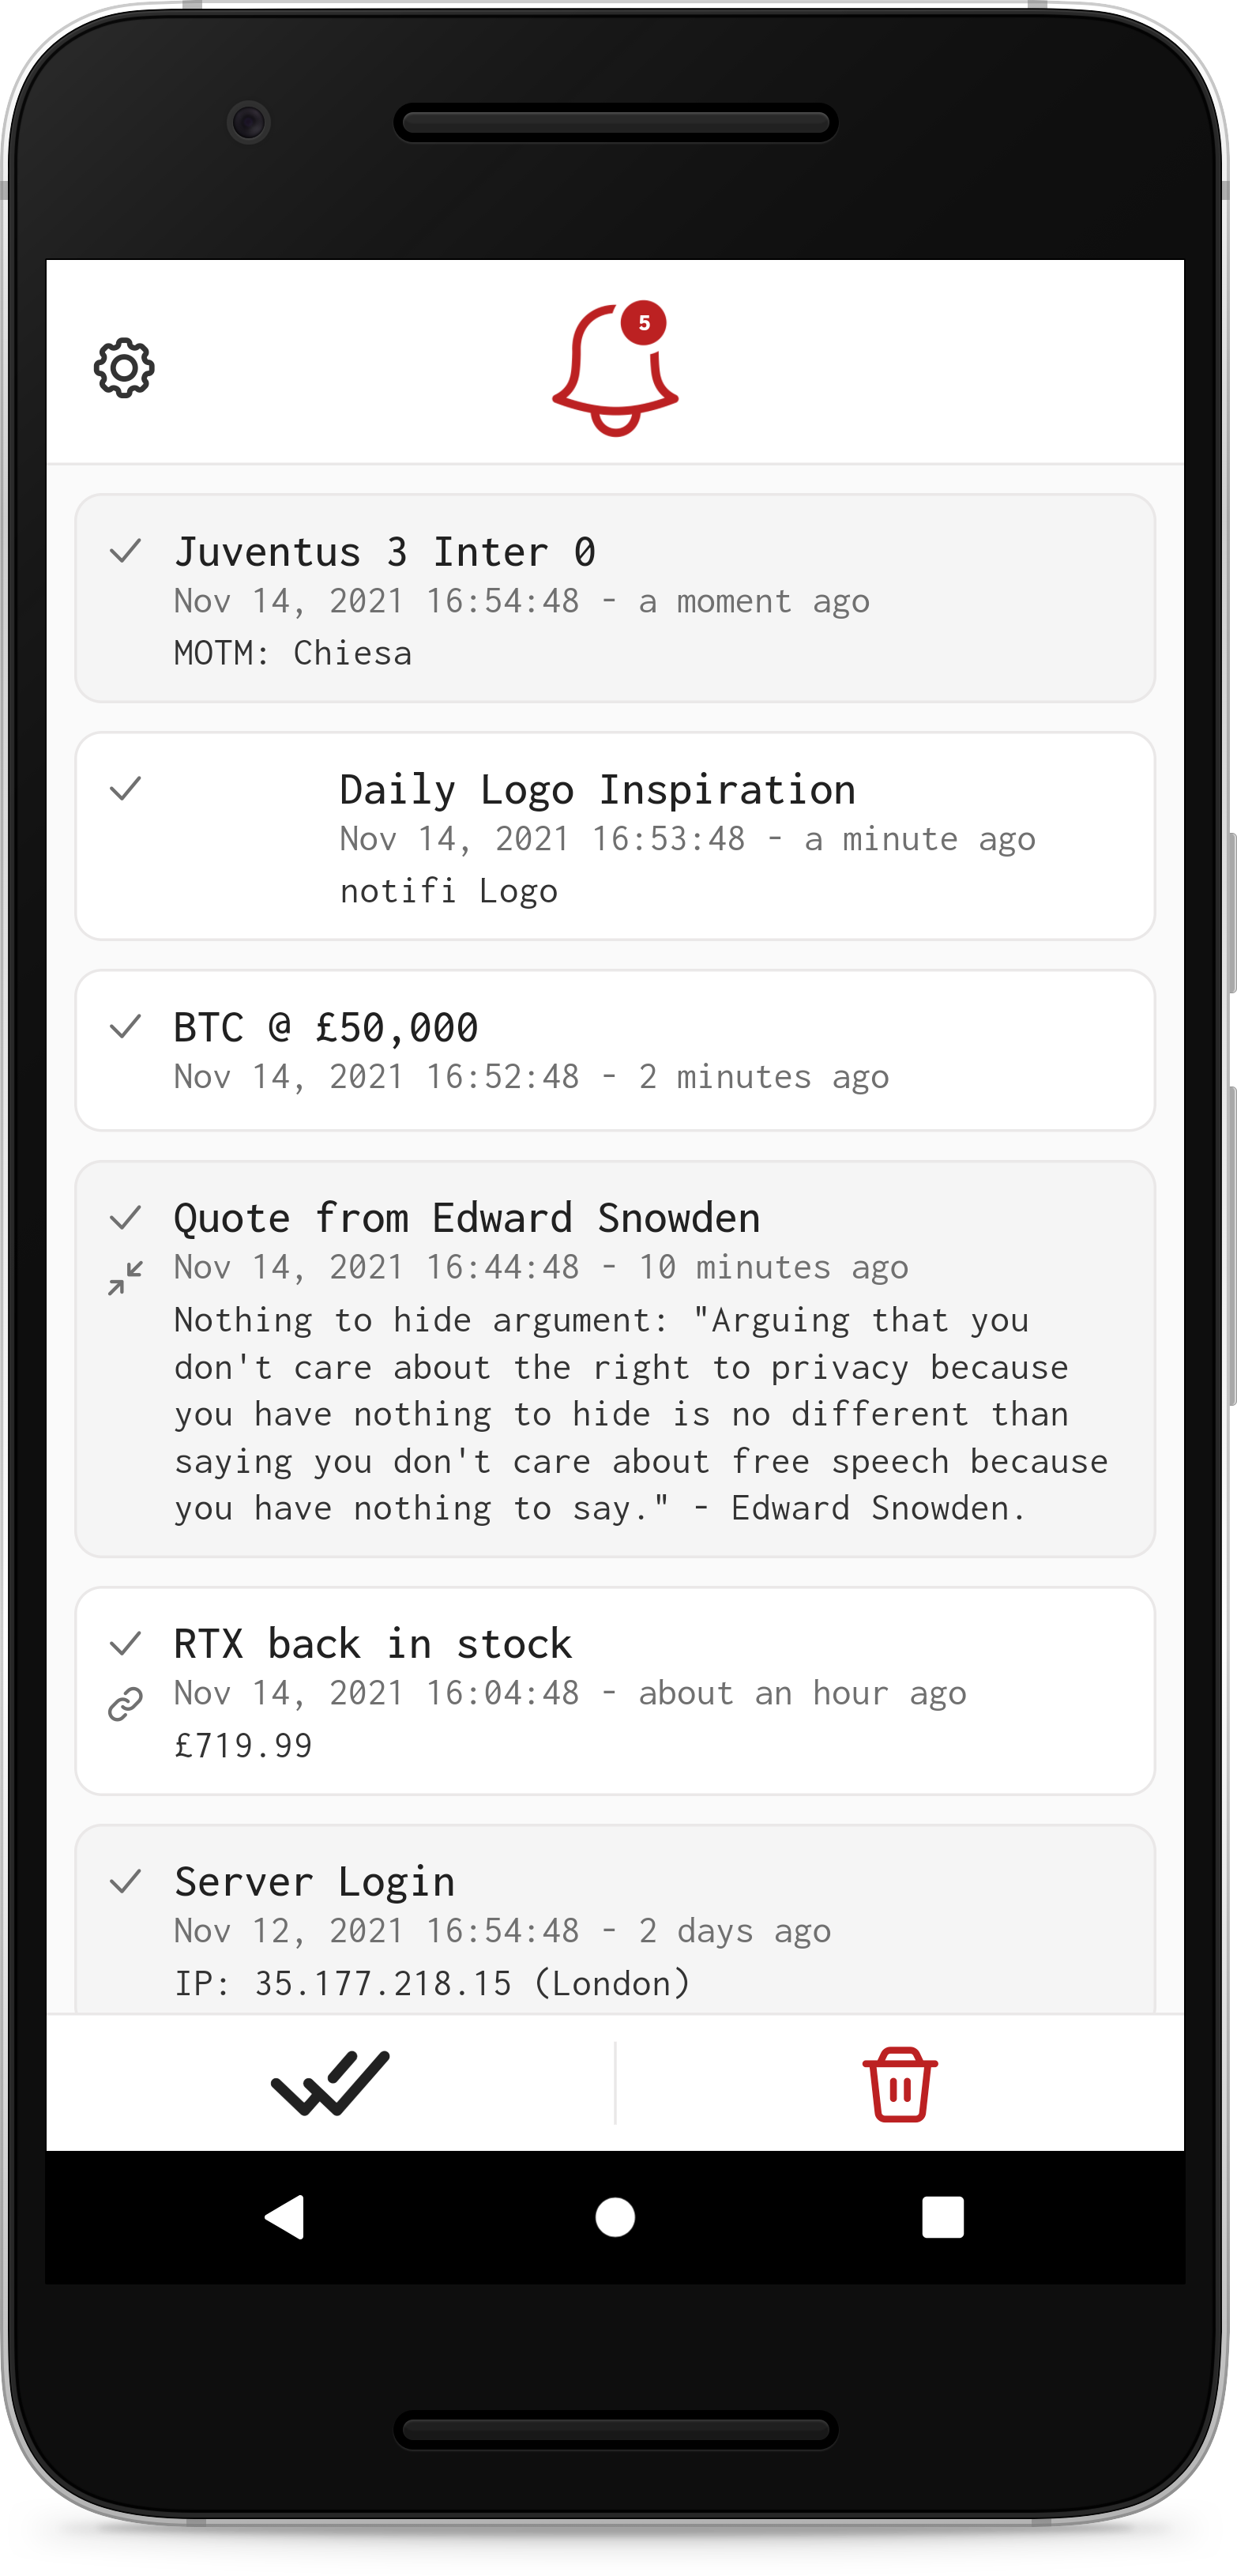 5
Juventus 3 Inter 0
Nov 14, 2021 16:54:48 - a moment ago
MOTM: Chiesa
Daily Logo Inspiration
Nov 14, 2021 16:53:48 - a minute ago
notifi Logo
BTC @ £50,000
Nov 14, 2021 16:52:48 - 2 minutes ago
Quote from Edward Snowden
Nov 14, 2021 16:44:48 - 10 minutes ago
Nothing to hide argument: "Arguing that you
don't care about the right to privacy because
you have nothing to hide is no different than
saying you don't care about free speech because
you have nothing to say." - Edward Snowden.
RTX back in stock
Nov 14, 2021 16:04:48 - about an hour ago
£719.99
Server Login
Nov 12, 2021 16:54:48 - 2 days ago
IP: 35.177.218.15 (London)